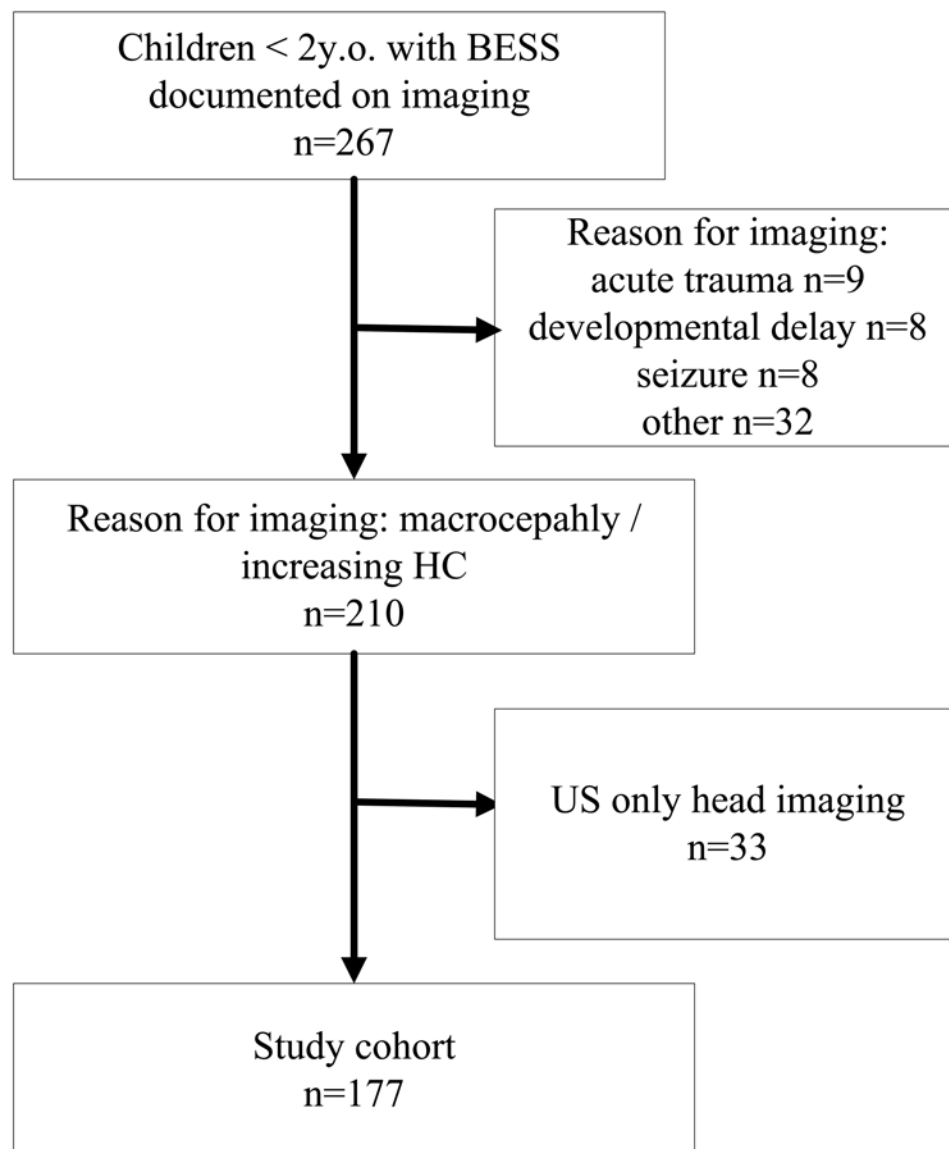 Children < 2y.o. with BESS
documented on imaging
n=267
Reason for imaging:
acute trauma n=9
developmental delay n=8
seizure n=8
other n=32
Reason for imaging: macrocepahly /
increasing HC
n=210
US only head imaging
n=33
Study cohort
n=177